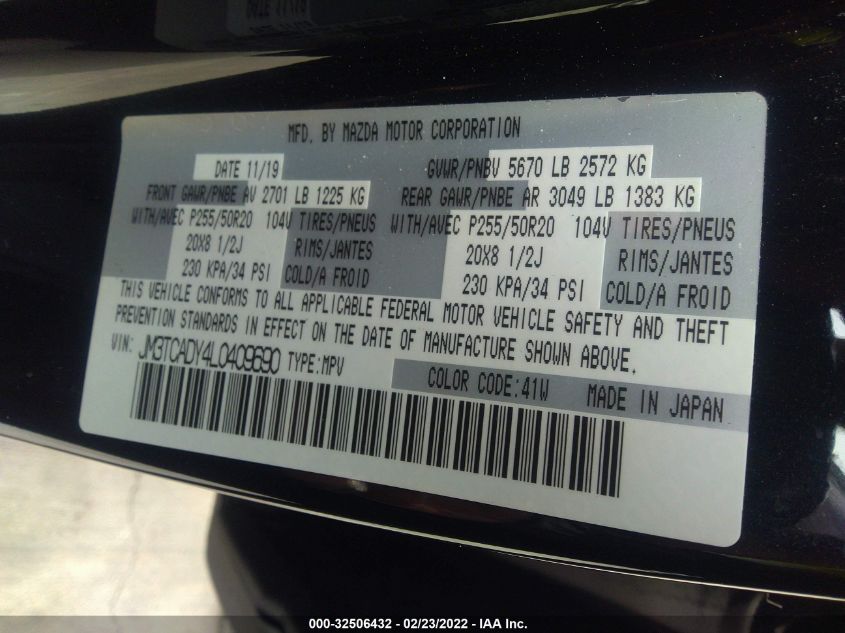 MFD. BY MAZDA MOTOR CORPORATION
DATE 11/19 GVWR/PNBV 5670 LB 2572 KG
FRONT GAWR/PNBE AV 2701 LB 1225 KG REAR GAWR/PNBE AR 3049 LB 1383 KG
WITH/AVEC P255/50R20 104V TIRES/PNEUS WITH/AVEC P255/50R20 104V TIRES/PNEUS
20X8 1/2J RIMS/JANTES 20X8 1/2J RIMS/JANTES
230 KPA/34 PSI COLD/A FROID 230 KPA/34 PSI COLD/A FROID
THIS VEHICLE CONFORMS TO ALL APPLICABLE FEDERAL MOTOR VEHICLE SAFETY AND THEFT
PREVENTION STANDARDS IN EFFECT ON THE DATE OF MANUFACTURE SHOWN ABOVE.
VIN: JM3TCADY4L0409690 TYPE:MPV
COLOR CODE:41W MADE IN JAPAN
000-32506432 - 02/23/2022 - IAA Inc.